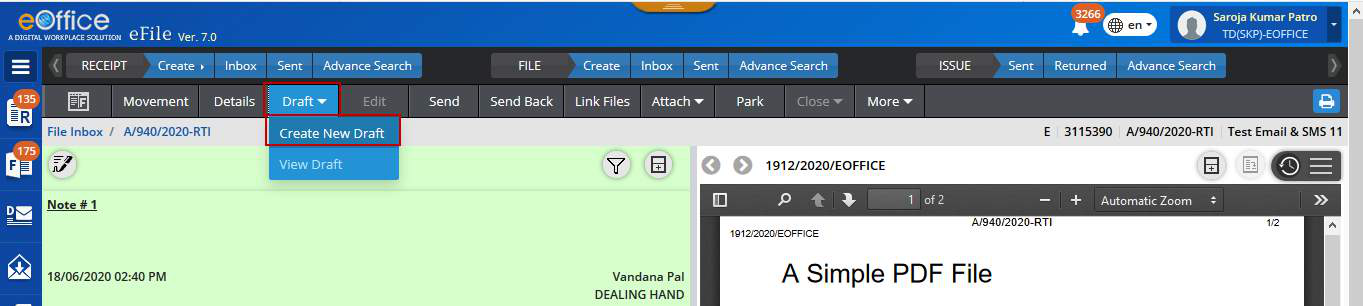 eOffice
A DIGITAL WORKPLACE SOLUTION eFile Ver. 7.0
3266
en
Saroja Kumar Patro
TD(SKP)-EOFFICE
RECEIPT Create Inbox Sent Advance Search FILE Create Inbox Sent Advance Search ISSUE Sent Returned Advance Search
135
R
Movement Details Draft Edit Send Send Back Link Files Attach Park Close More
File Inbox / A/940/2020-RTI
Create New Draft
E 3115390 A/940/2020-RTI Test Email & SMS 11
175
F
View Draft
1912/2020/EOFFICE
D
Note # 1
1 of 2
Automatic Zoom
A/940/2020-RTI 1/2
1912/2020/EOFFICE
A Simple PDF File
18/06/2020 02:40 PM
Vandana Pal
DEALING HAND